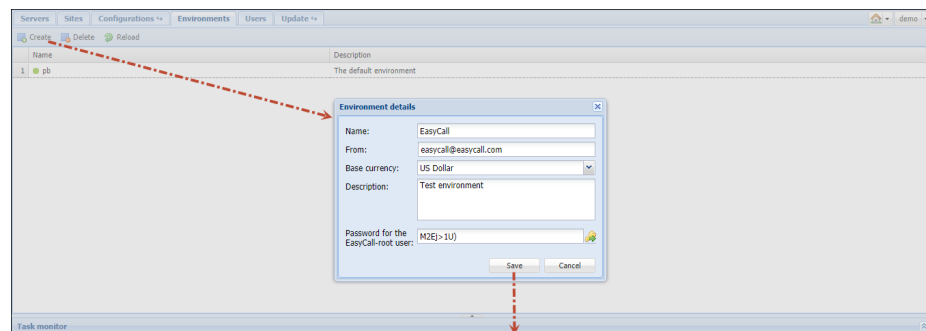 Servers Sites Configurations Environments Users Update demo
Create Delete Reload
Name Description
1 pb The default environment
Environment details
Name: EasyCall
From: easycall@easycall.com
Base currency: US Dollar
Description: Test environment
Password for the
EasyCall-root user: M2Ej>1U)
Save Cancel
Task monitor